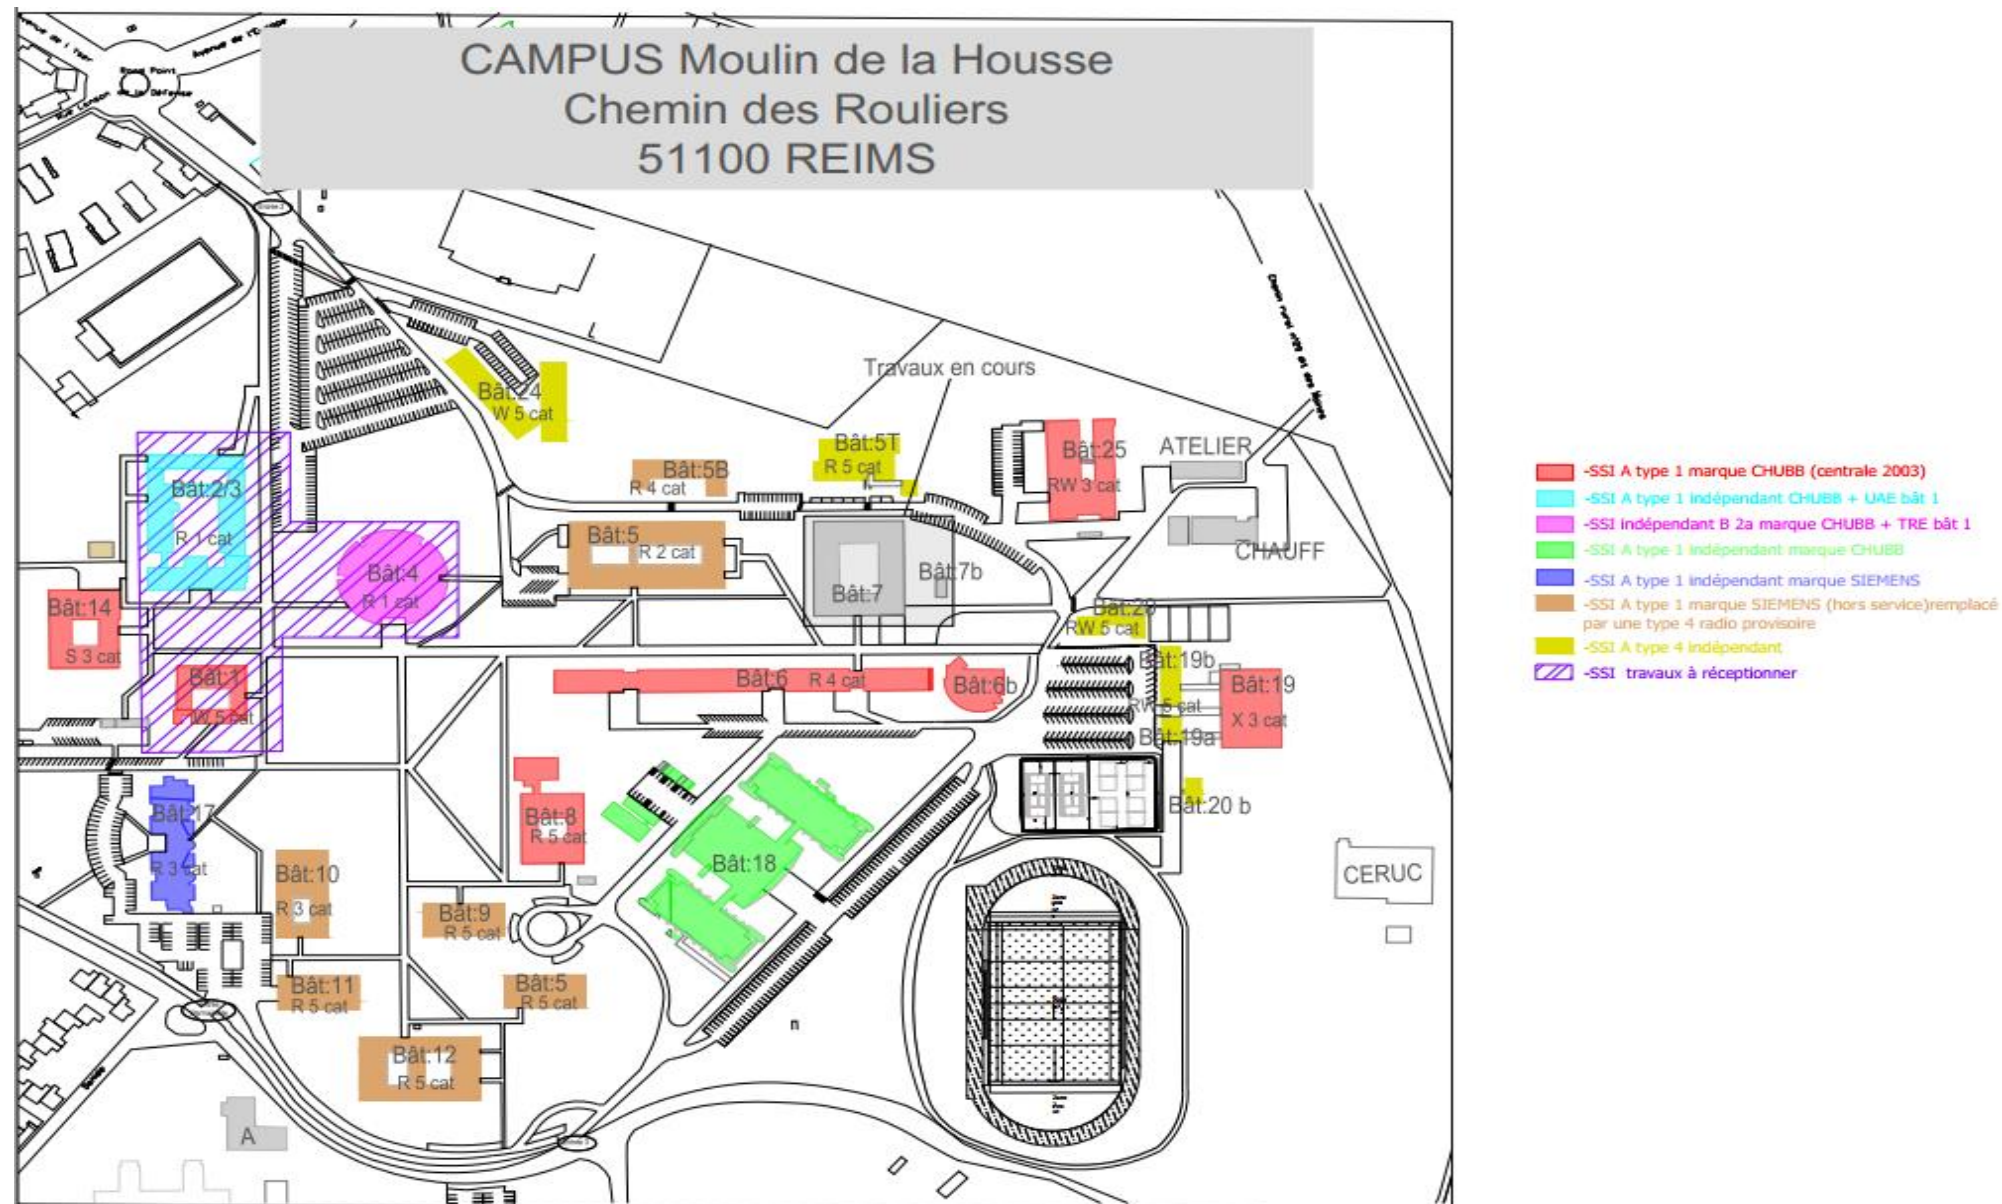 CAMPUS Moulin de la Housse
Chemin des Rouliers
51100 REIMS
Rond Point
de la Défense
Travaux en cours
Bât:24
W 5 cat
Bât:5T
R 5 cat
Bât:5B
R 4 cat
Bât:25
RW 3 cat
ATELIER
CHAUFF
Bât:2/3
R 1 cat
Bât:4
R 1 cat
Bât:5
R 2 cat
Bât:7
Bât:7b
Bât:14
S 3 cat
Bât:1
W 5 cat
RW 5 cat
Bât:6 R 4 cat
Bât:6b
Bât:19b
RW 5 cat
Bât:19a
Bât:19
X 3 cat
Bât:20 b
Bât:17
R 3 cat
Bât:8
R 5 cat
Bât:18
Bât:10
R 3 cat
Bât:9
R 5 cat
CERUC
Bât:11
R 5 cat
Bât:5
R 5 cat
Bât:12
R 5 cat
A
-SSI A type 1 marque CHUBB (centrale 2003)
-SSI A type 1 indépendant CHUBB + UAE bât 1
-SSI indépendant B 2a marque CHUBB + TRE bât 1
-SSI A type 1 indépendant marque CHUBB
-SSI A type 1 indépendant marque SIEMENS
-SSI A type 1 marque SIEMENS (hors service)remplacé
par une type 4 radio provisoire
-SSI A type 4 indépendant
-SSI travaux à réceptionner